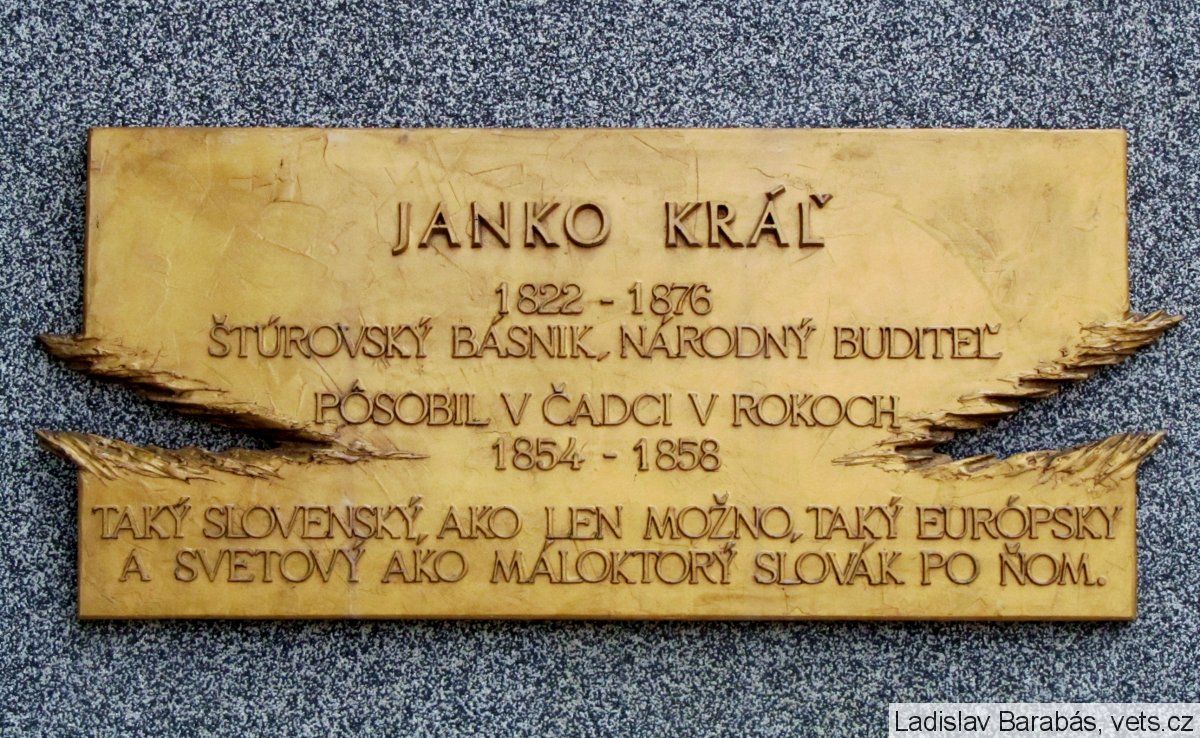 JANKO KRÁĽ
1822 - 1876
ŠTÚROVSKÝ BÁSNIK, NÁRODNÝ BUDITEĽ
PÔSOBIL V ČADCI V ROKOCH
1854 - 1858
TAKÝ SLOVENSKÝ, AKO LEN MOŽNO, TAKÝ EURÓPSKY
A SVETOVÝ AKO MÁLOKTORÝ SLOVÁK PO ŇOM.
Ladislav Barabás, vets.cz